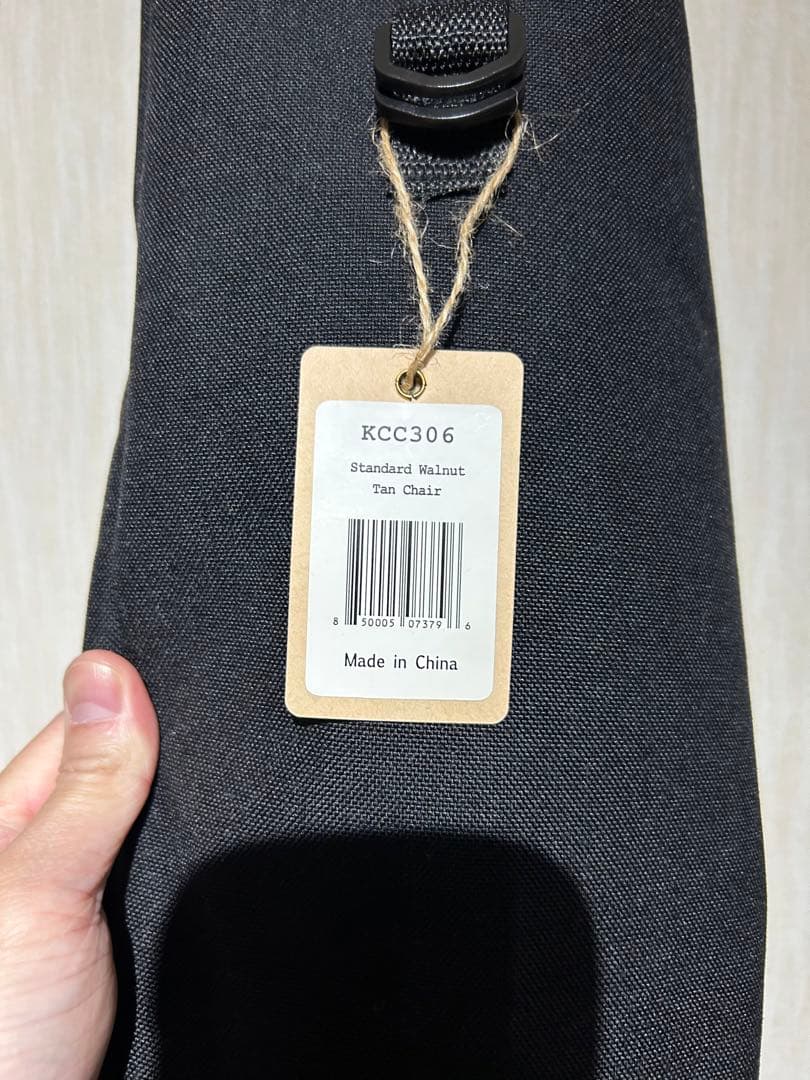 KCC306
Standard Walnut
Tan Chair
8 50005 07379 6
Made in China